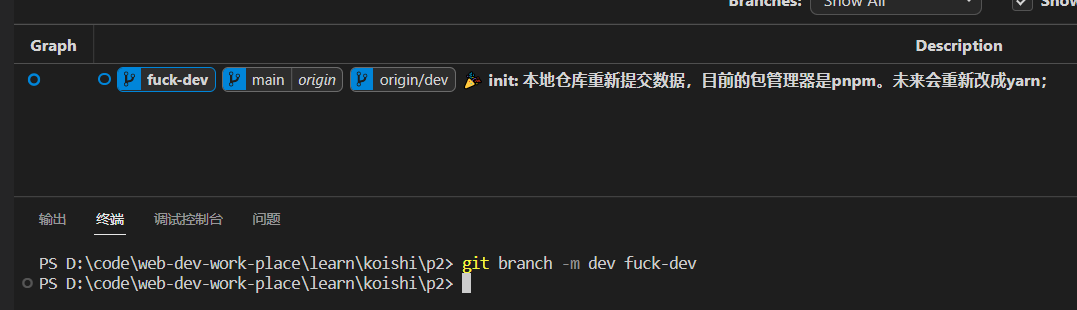 Branches: Show All Show
Graph Description
fuck-dev main origin origin/dev 🎉 init: 本地仓库重新提交数据，目前的包管理器是pnpm。未来会重新改成yarn；
输出 终端 调试控制台 问题
PS D:\code\web-dev-work-place\learn\koishi\p2> git branch -m dev fuck-dev
PS D:\code\web-dev-work-place\learn\koishi\p2>